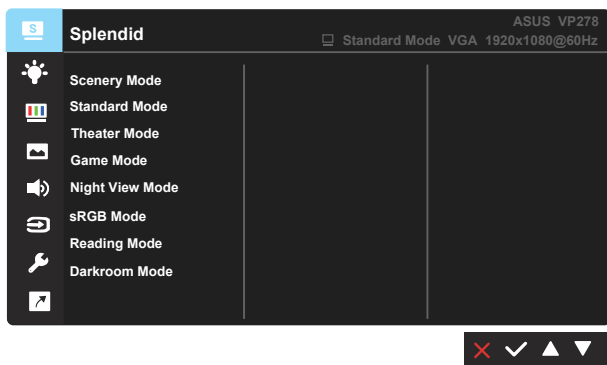 S
Splendid
ASUS VP278
Standard Mode VGA 1920x1080@60Hz
Scenery Mode
Standard Mode
Theater Mode
Game Mode
Night View Mode
sRGB Mode
Reading Mode
Darkroom Mode